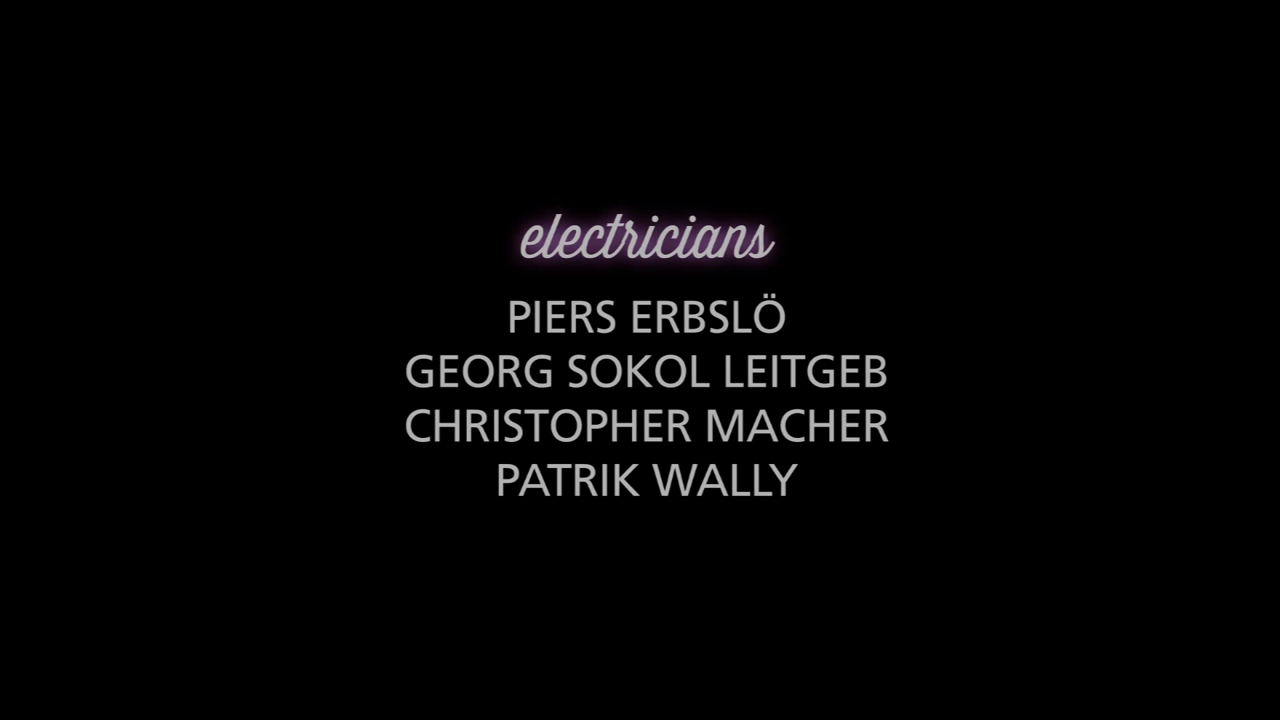 electricians
PIERS ERBSLÖ
GEORG SOKOL LEITGEB
CHRISTOPHER MACHER
PATRIK WALLY